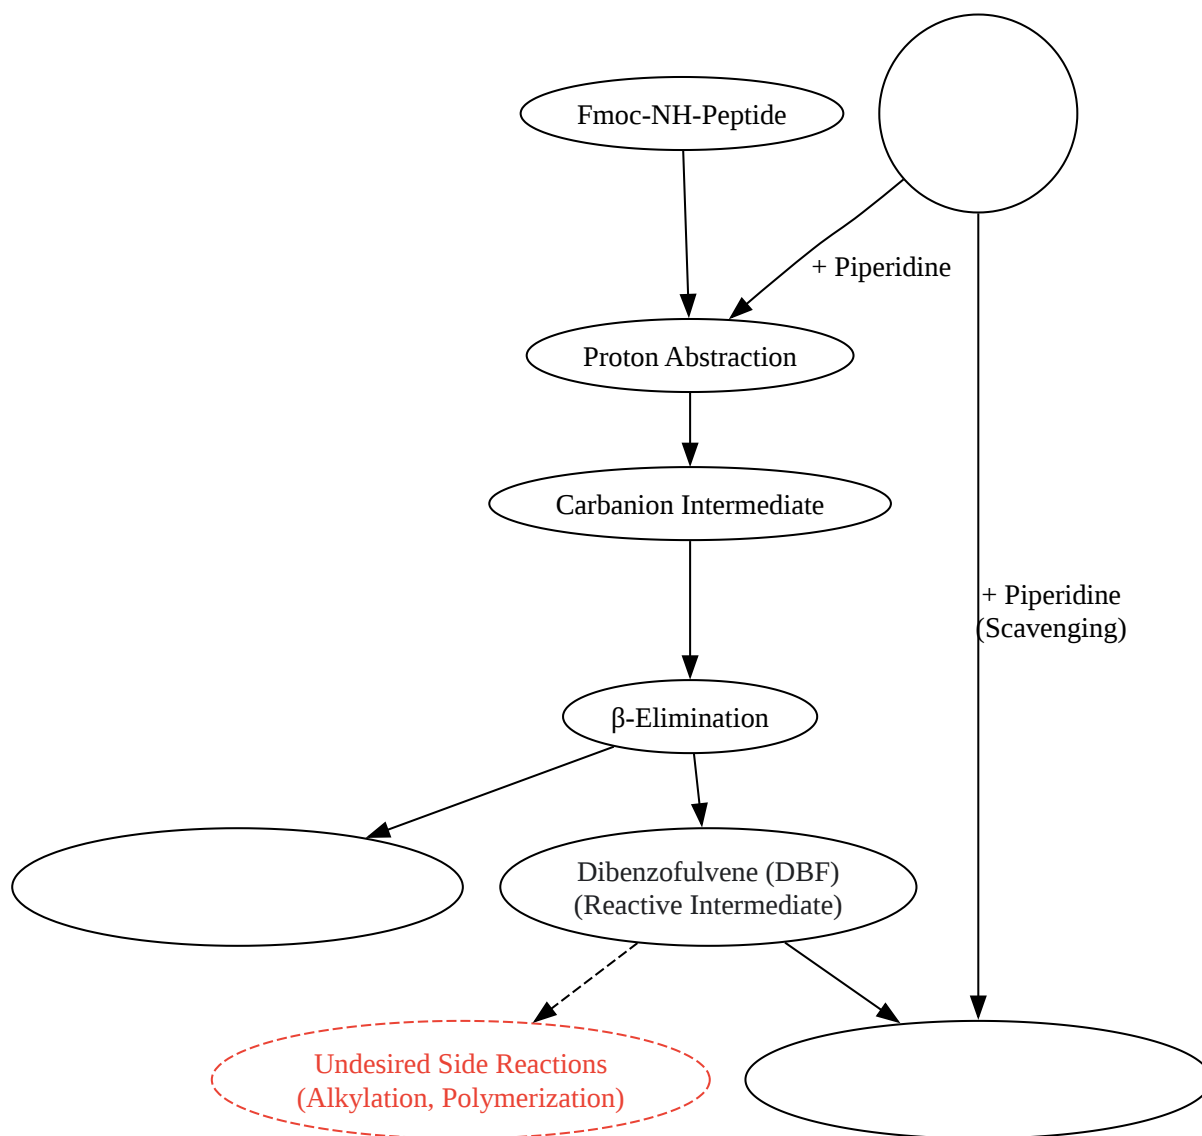 Fmoc-NH-Peptide
+ Piperidine
Proton Abstraction
Carbanion Intermediate
+ Piperidine
(Scavenging)
β-Elimination
Dibenzofulvene (DBF)
(Reactive Intermediate)
Undesired Side Reactions
(Alkylation, Polymerization)